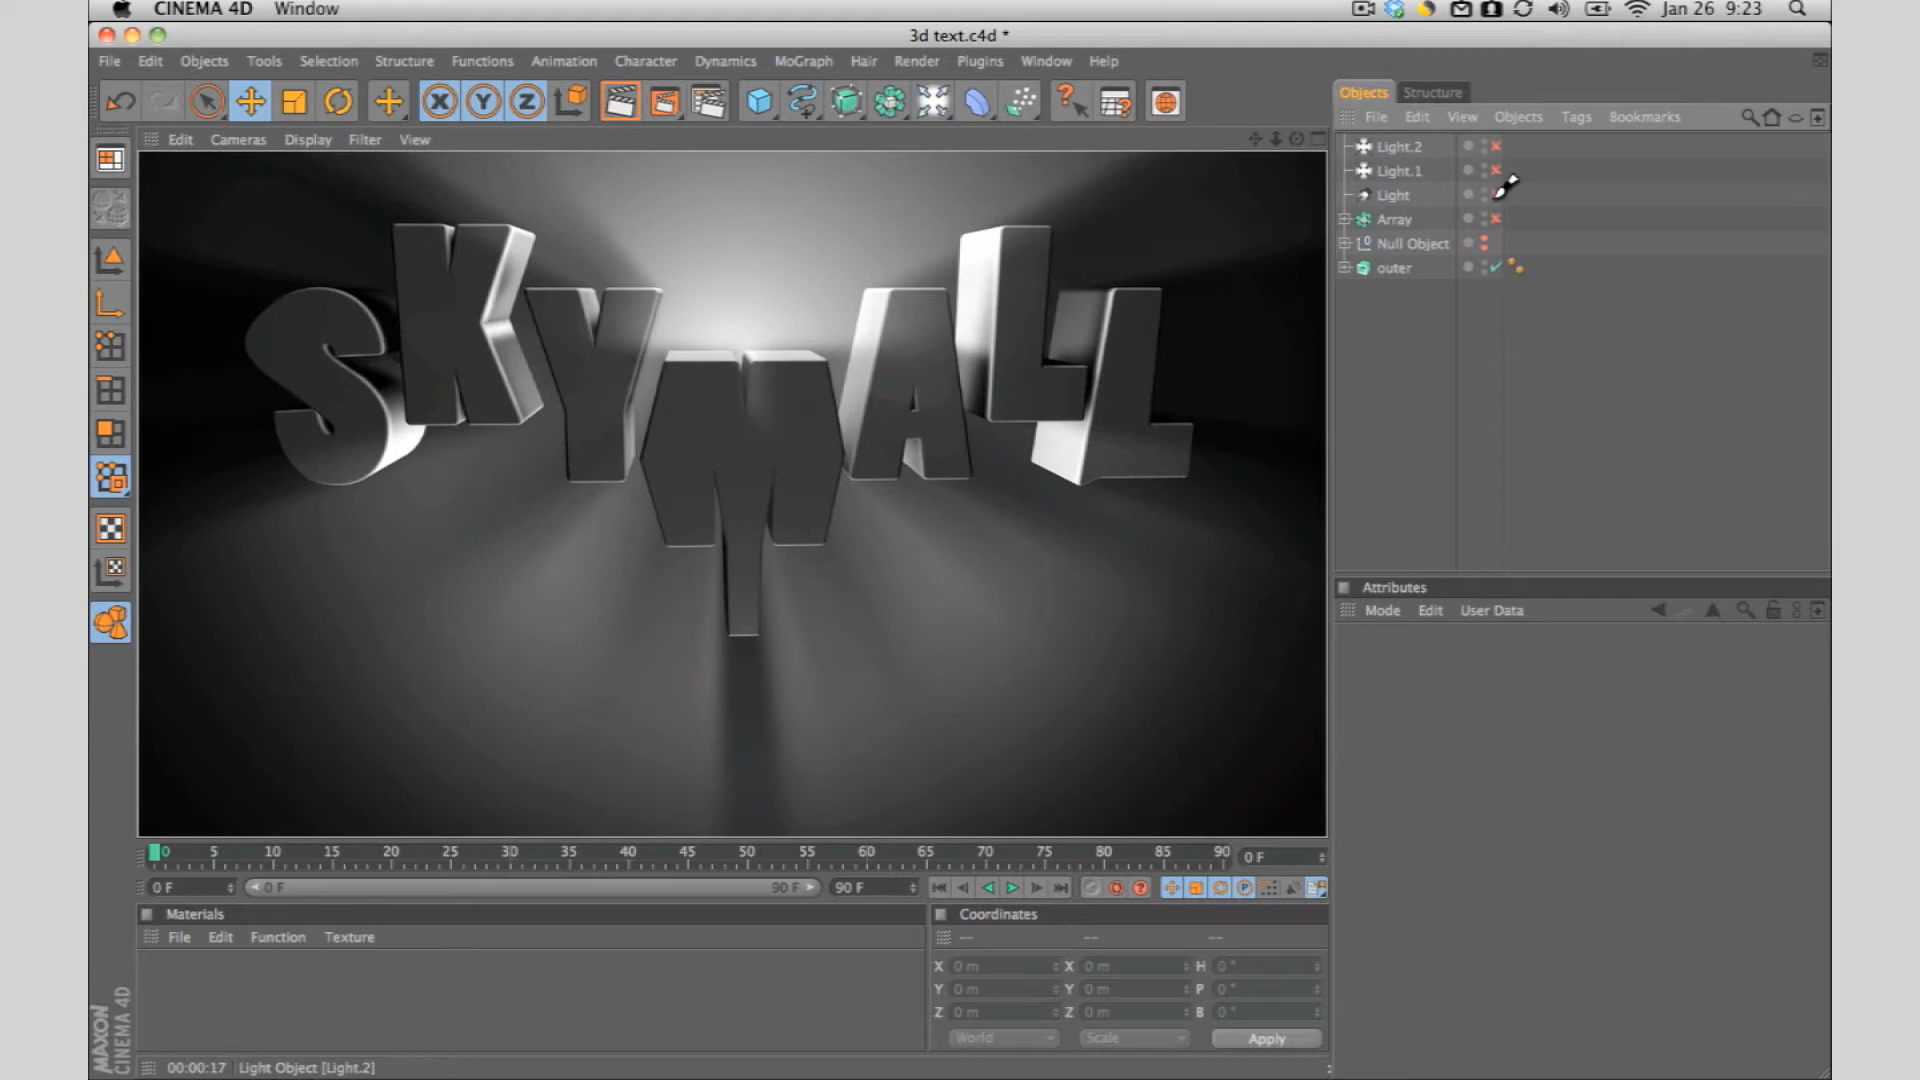 CINEMA 4D Window Jan 26 9:23
3d text.c4d *
File Edit Objects Tools Selection Structure Functions Animation Character Dynamics MoGraph Hair Render Plugins Window Help
Objects Structure
File Edit View Objects Tags Bookmarks
Edit Cameras Display Filter View
Light.2
Light.1
Light
Array
Null Object
outer
SKYWALL
Attributes
Mode Edit User Data
0 5 10 15 20 25 30 35 40 45 50 55 60 65 70 75 80 85 90 0 F
0 F 0 F 90 F 90 F
Materials
File Edit Function Texture
Coordinates
-- -- --
X 0 m X 0 m H 0 °
Y 0 m Y 0 m P 0 °
Z 0 m Z 0 m B 0 °
World Scale Apply
MAXON
CINEMA 4D
00:00:17 Light Object [Light.2]